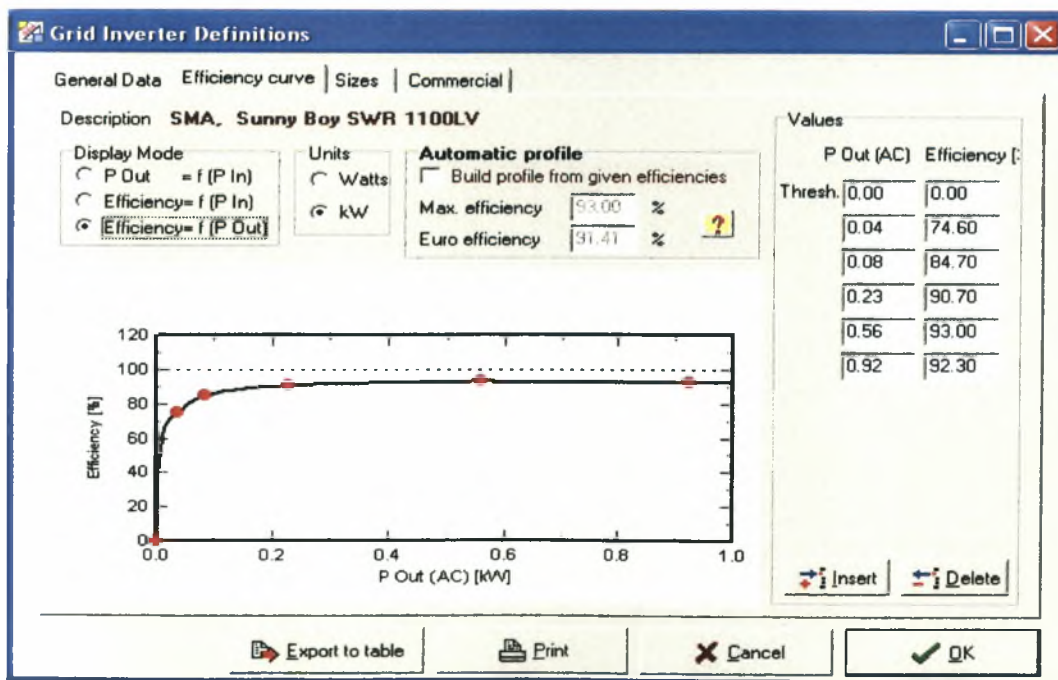 Grid Inverter Definitions
General Data Efficiency curve Sizes Commercial
Description SMA, Sunny Boy SWR 1100LV
Display Mode
P Out = f (P In)
Efficiency= f (P In)
Efficiency= f (P Out)
Units
Watts
kW
Automatic profile
Build profile from given efficiencies
Max. efficiency 93.00 %
Euro efficiency 91.41 %
?
Values
P Out (AC) Efficiency [:
Thresh. 0.00 0.00
0.04 74.60
0.08 84.70
0.23 90.70
0.56 93.00
0.92 92.30
120
100
80
60
40
20
0
Efficiency [%]
0.0 0.2 0.4 0.6 0.8 1.0
P Out (AC) [kW]
Insert Delete
Export to table Print Cancel OK